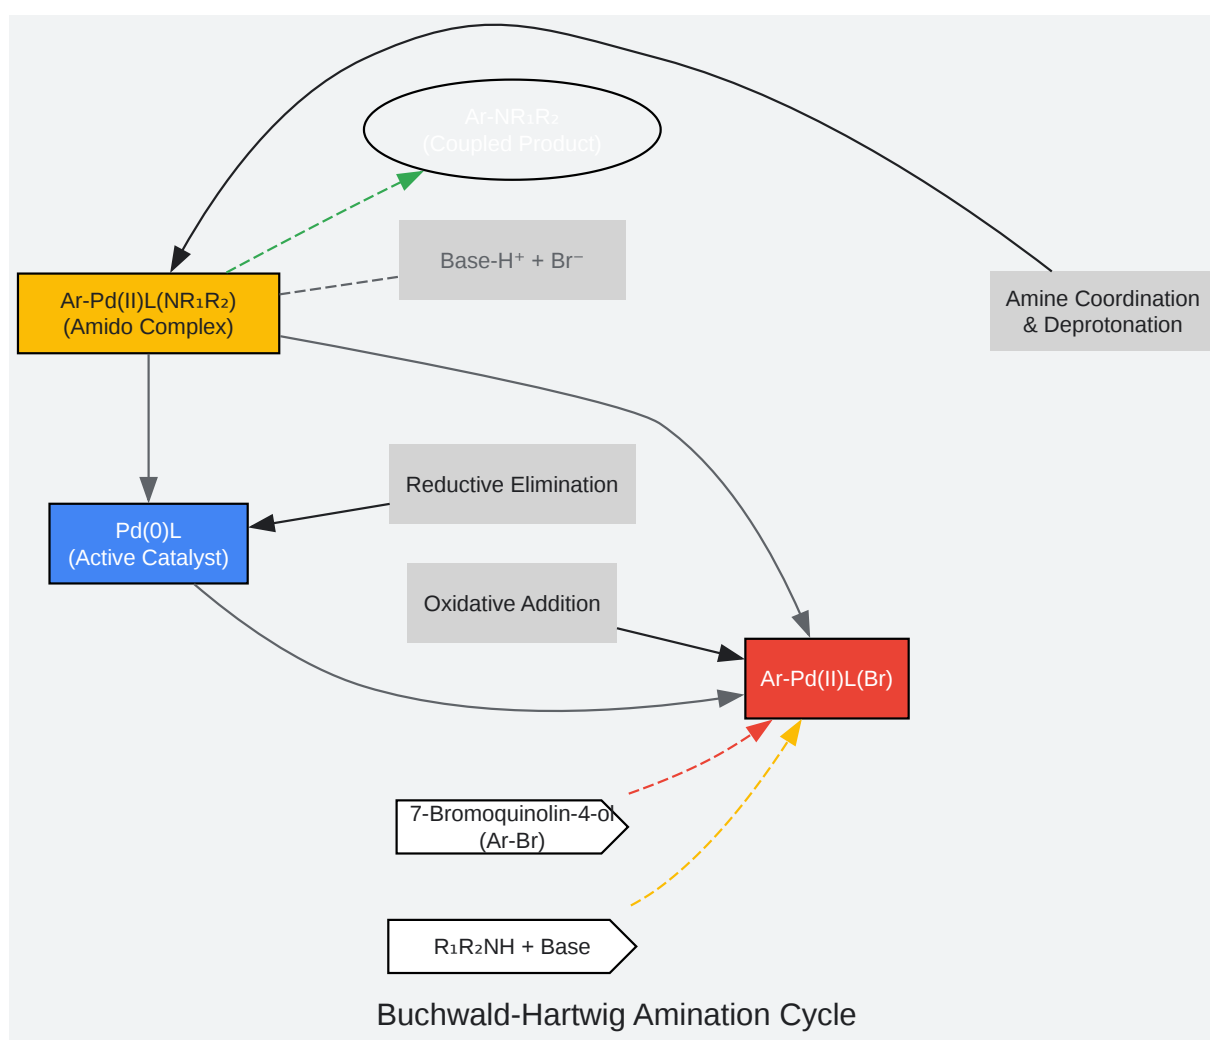 Ar-NR₁R₂
(Coupled Product)
Base-H⁺ + Br⁻
Amine Coordination
& Deprotonation
Ar-Pd(II)L(NR₁R₂)
(Amido Complex)
Reductive Elimination
Pd(0)L
(Active Catalyst)
Oxidative Addition
Ar-Pd(II)L(Br)
7-Bromoquinolin-4-ol
(Ar-Br)
R₁R₂NH + Base
Buchwald-Hartwig Amination Cycle